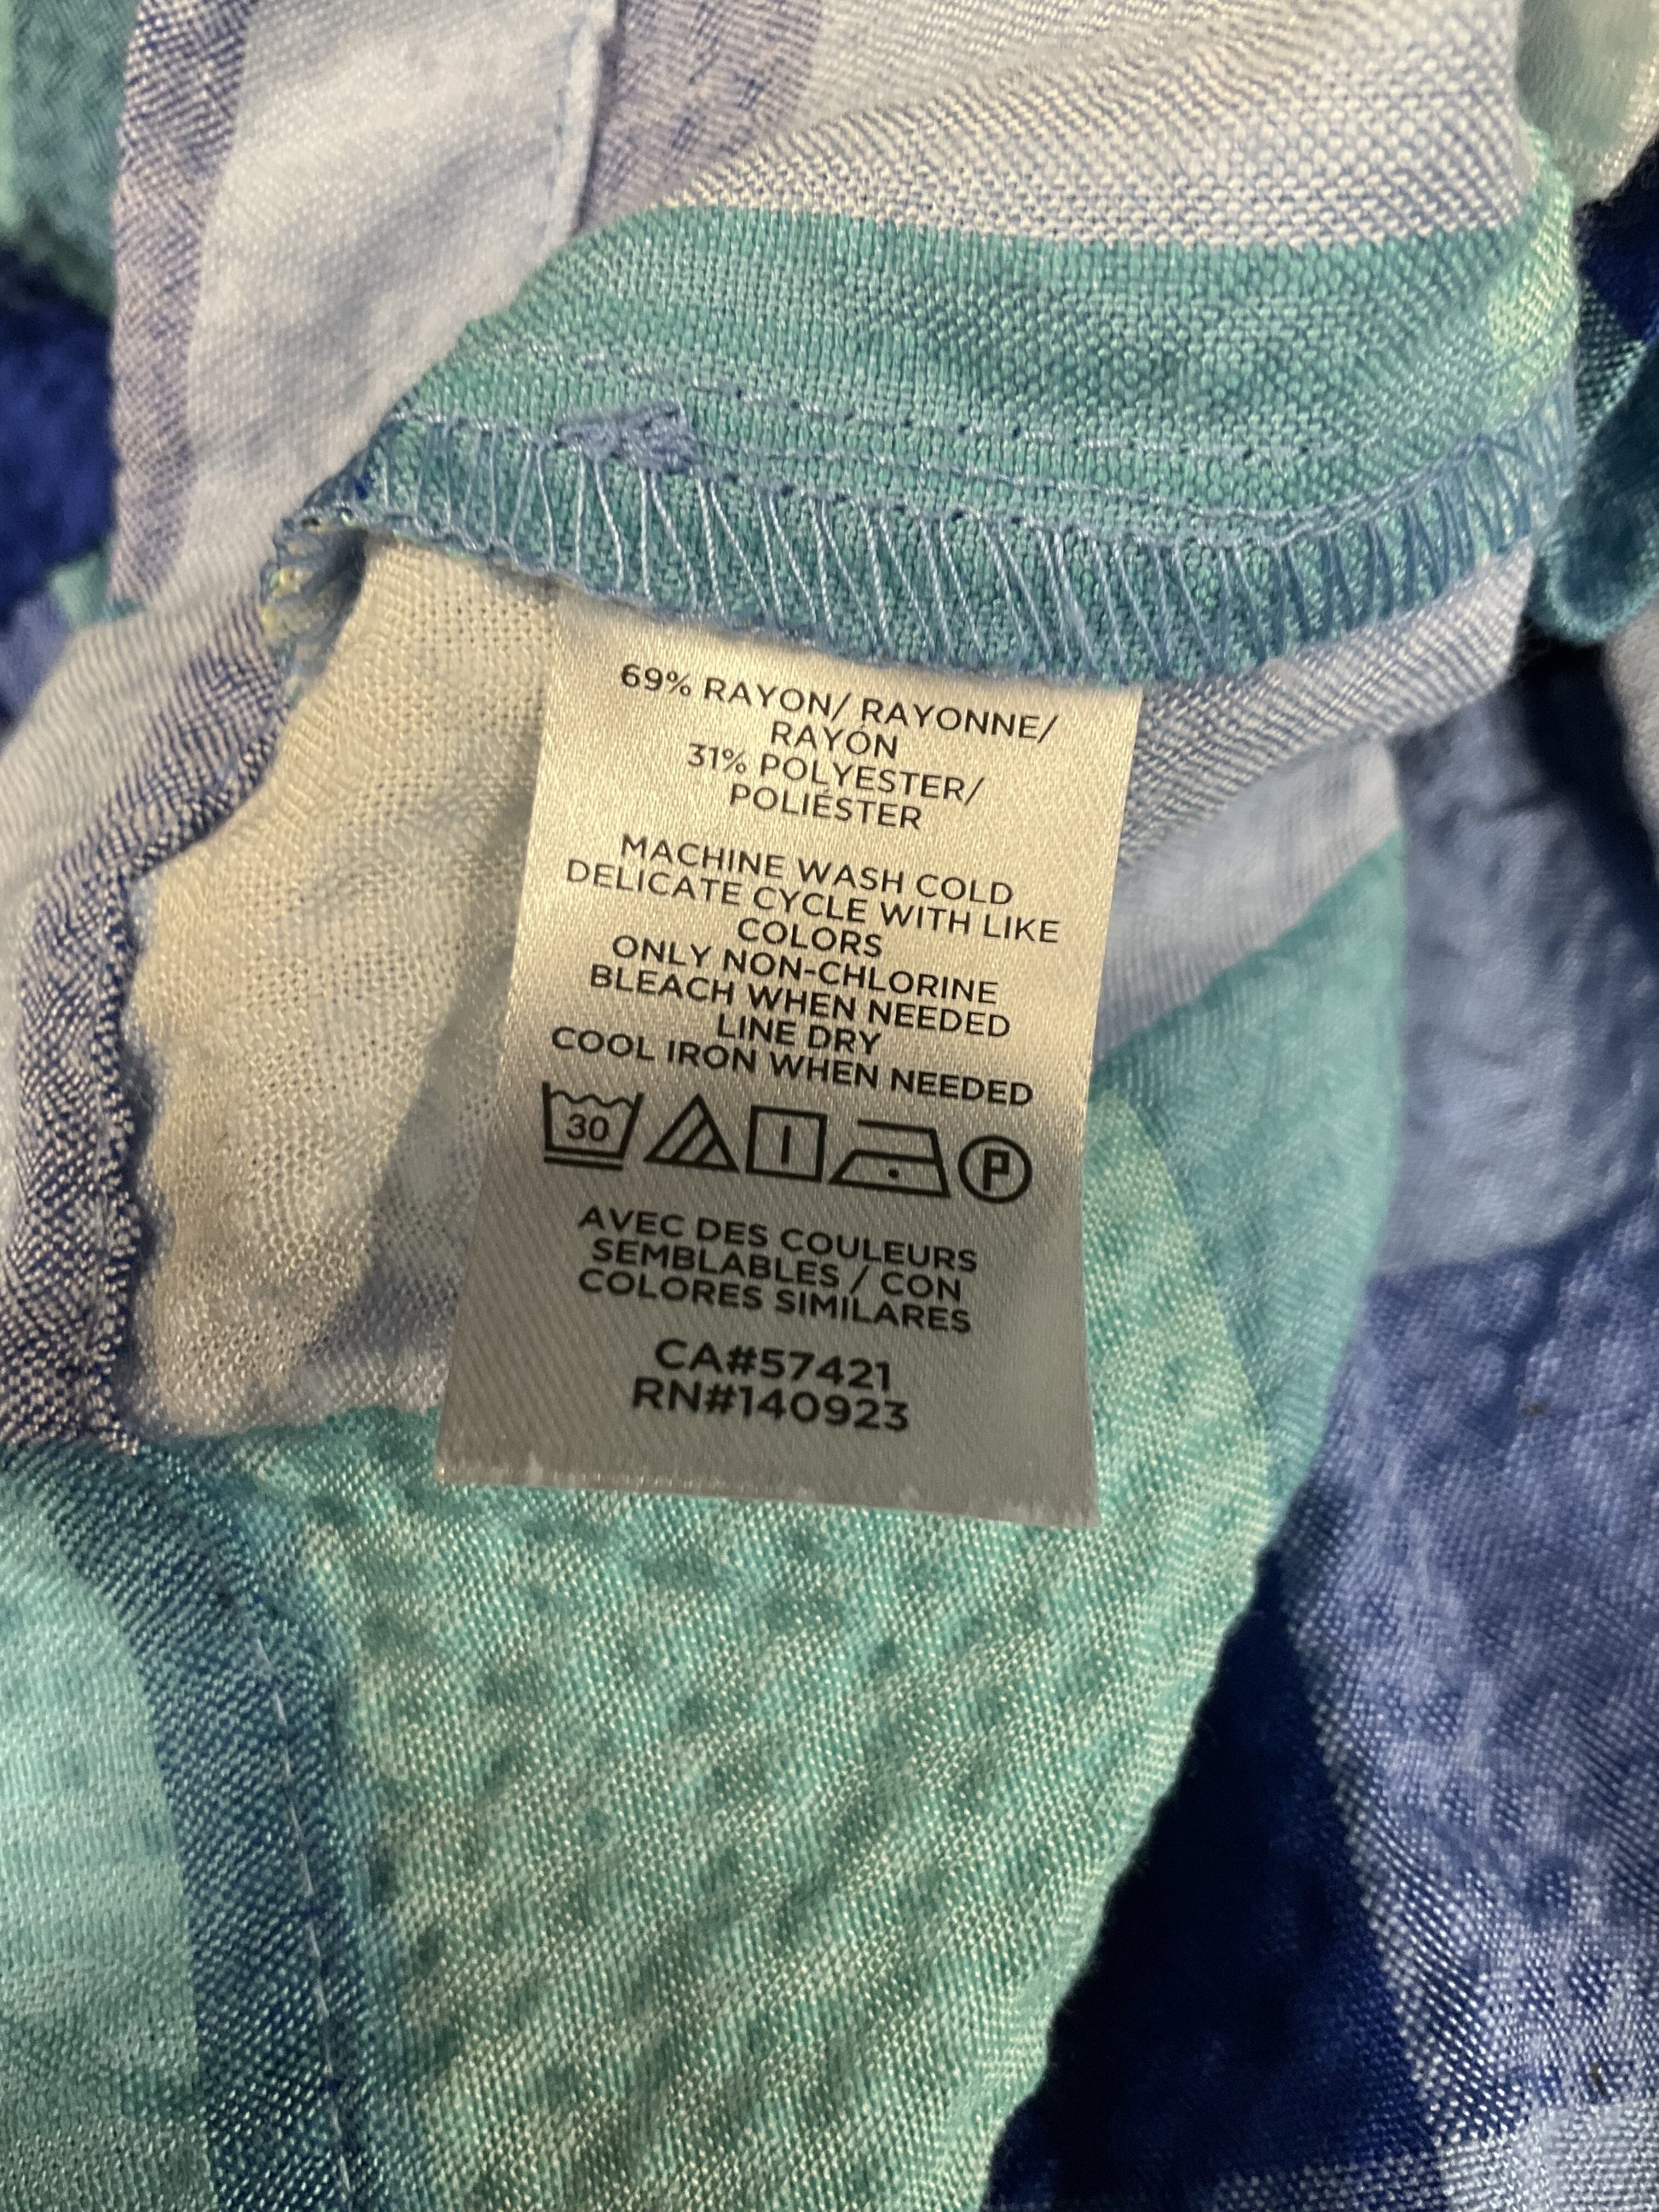 69% RAYON/ RAYONNE/
RAYÓN
31% POLYESTER/
POLIÉSTER
MACHINE WASH COLD
DELICATE CYCLE WITH LIKE
COLORS
ONLY NON-CHLORINE
BLEACH WHEN NEEDED
LINE DRY
COOL IRON WHEN NEEDED
30 P
AVEC DES COULEURS
SEMBLABLES / CON
COLORES SIMILARES
CA#57421
RN#140923